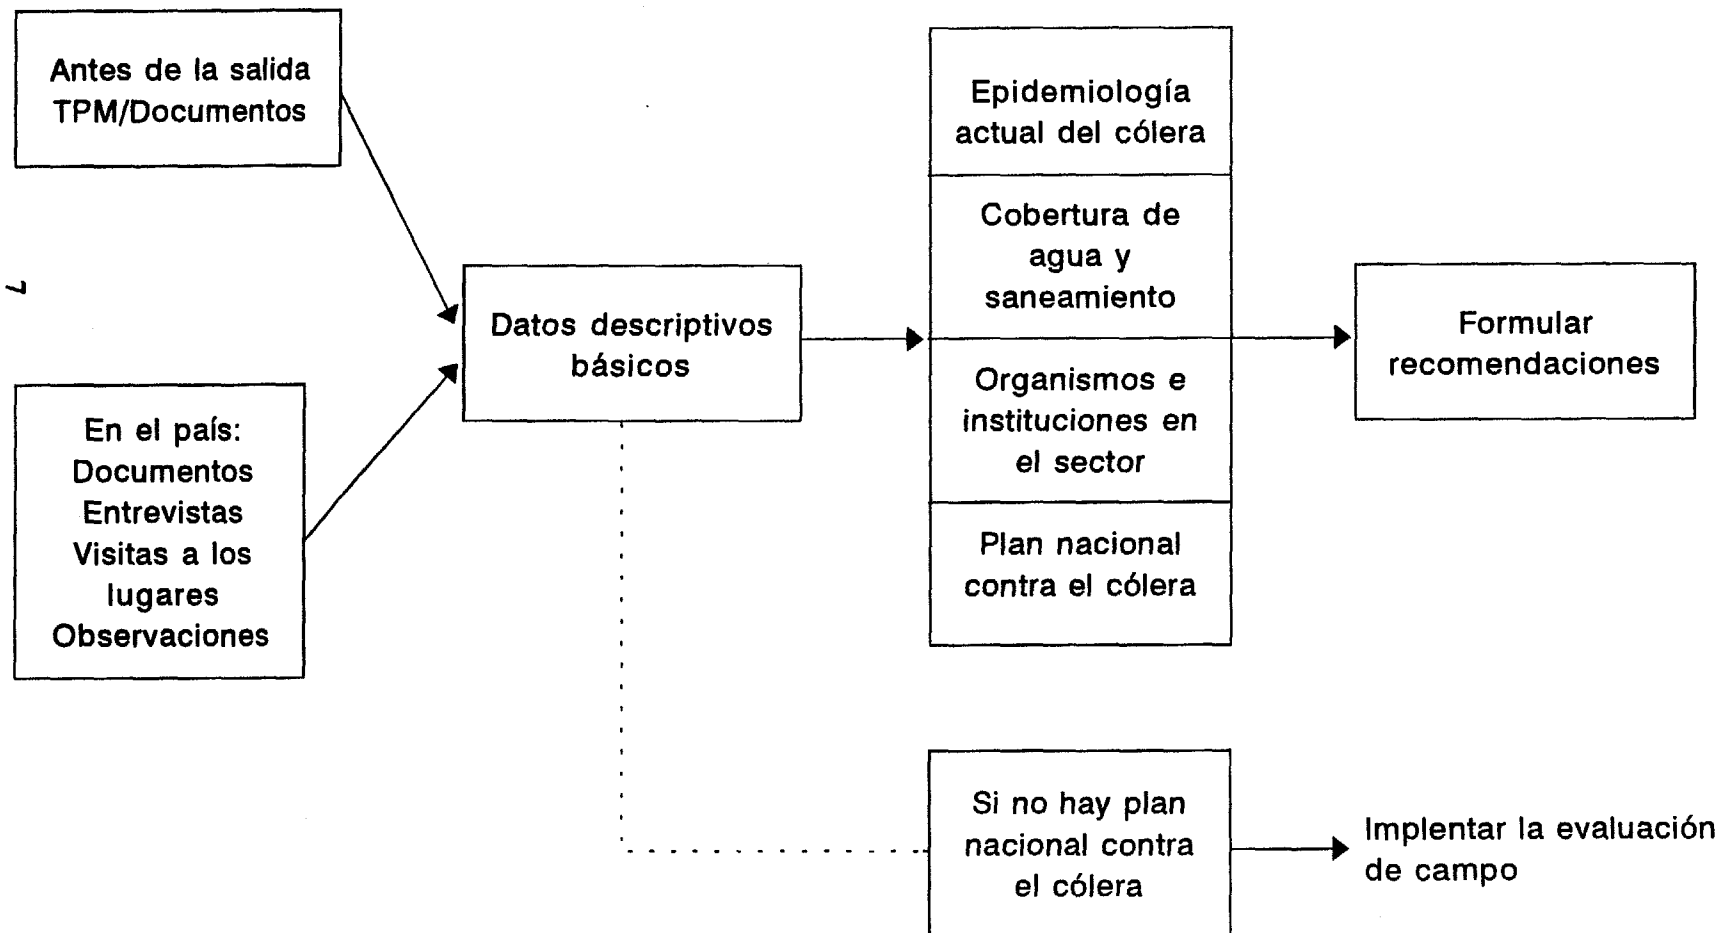 Antes de la salida
TPM/Documentos
En el país:
Documentos
Entrevistas
Visitas a los
lugares
Observaciones
7
Datos descriptivos
básicos
Epidemiología
actual del cólera
Cobertura de
agua y
saneamiento
Organismos e
instituciones en
el sector
Plan nacional
contra el cólera
Formular
recomendaciones
Si no hay plan
nacional contra
el cólera
Implentar la evaluación
de campo